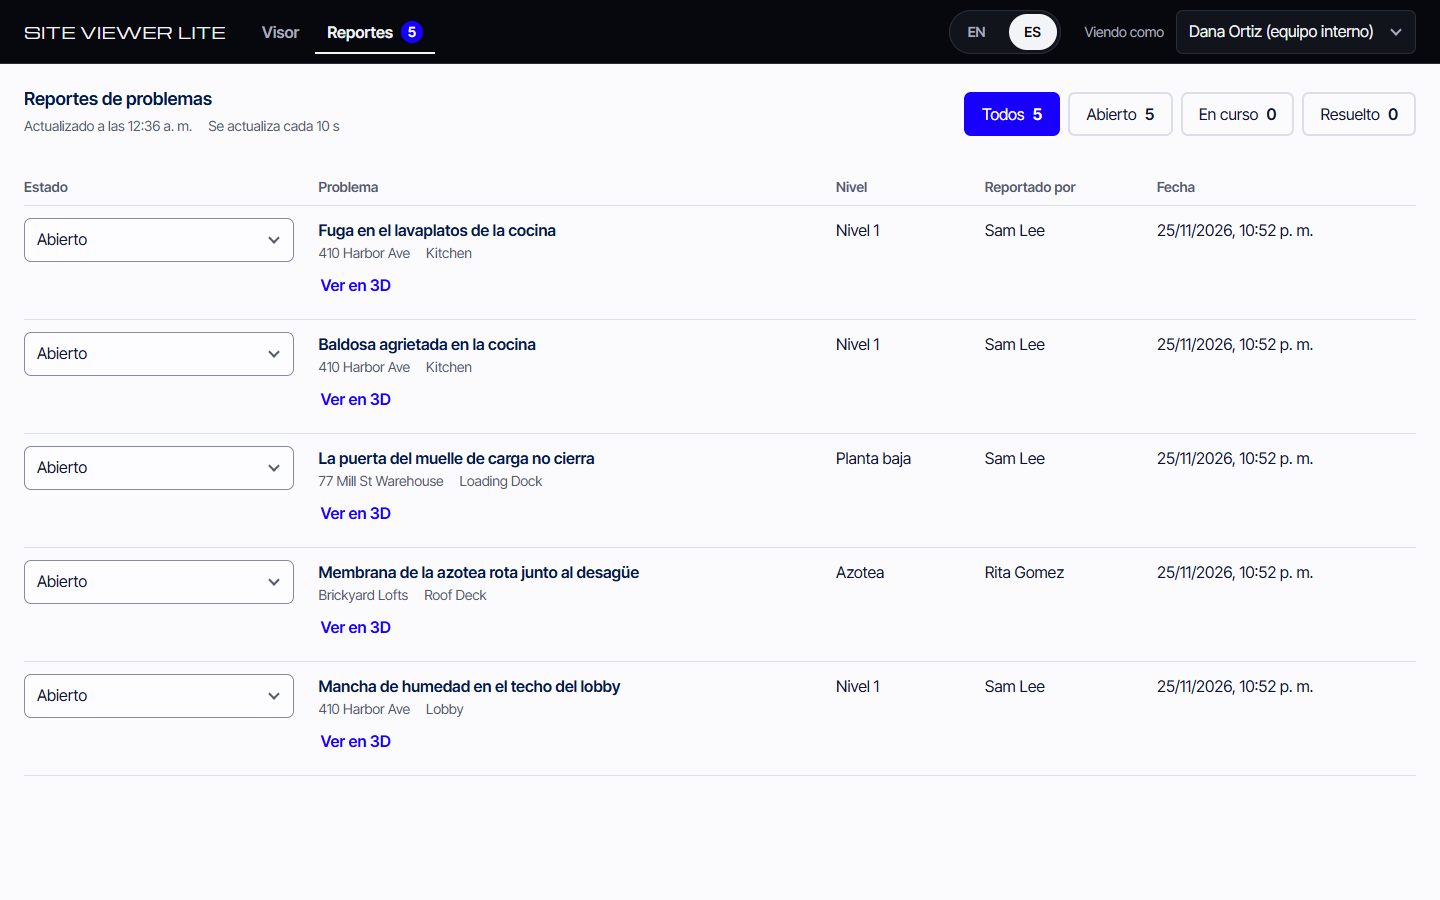 SITE VIEWER LITE Visor Reportes 5 EN ES Viendo como Dana Ortiz (equipo interno)
Reportes de problemas
Actualizado a las 12:36 a. m. Se actualiza cada 10 s
Todos 5 Abierto 5 En curso 0 Resuelto 0
Estado Problema Nivel Reportado por Fecha
Abierto Fuga en el lavaplatos de la cocina Nivel 1 Sam Lee 25/11/2026, 10:52 p. m.
410 Harbor Ave Kitchen
Ver en 3D
Abierto Baldosa agrietada en la cocina Nivel 1 Sam Lee 25/11/2026, 10:52 p. m.
410 Harbor Ave Kitchen
Ver en 3D
Abierto La puerta del muelle de carga no cierra Planta baja Sam Lee 25/11/2026, 10:52 p. m.
77 Mill St Warehouse Loading Dock
Ver en 3D
Abierto Membrana de la azotea rota junto al desagüe Azotea Rita Gomez 25/11/2026, 10:52 p. m.
Brickyard Lofts Roof Deck
Ver en 3D
Abierto Mancha de humedad en el techo del lobby Nivel 1 Sam Lee 25/11/2026, 10:52 p. m.
410 Harbor Ave Lobby
Ver en 3D